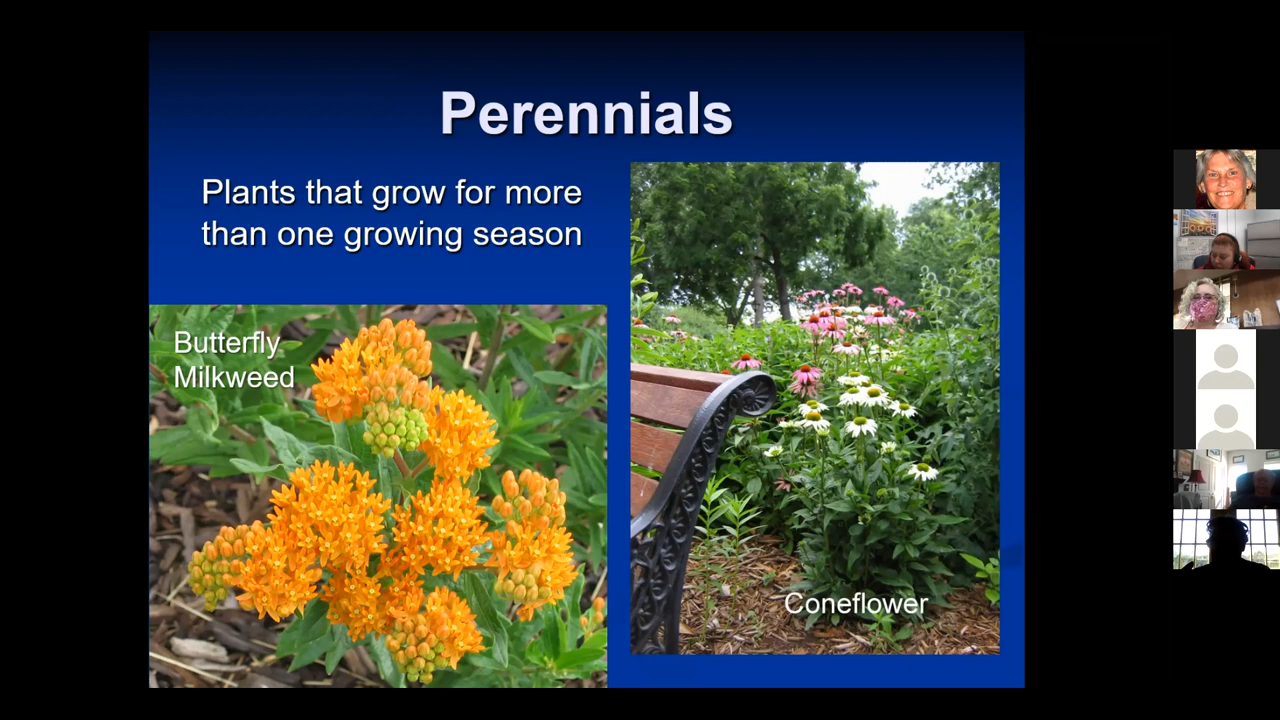 Perennials
Plants that grow for more
than one growing season
Butterfly
Milkweed
Coneflower